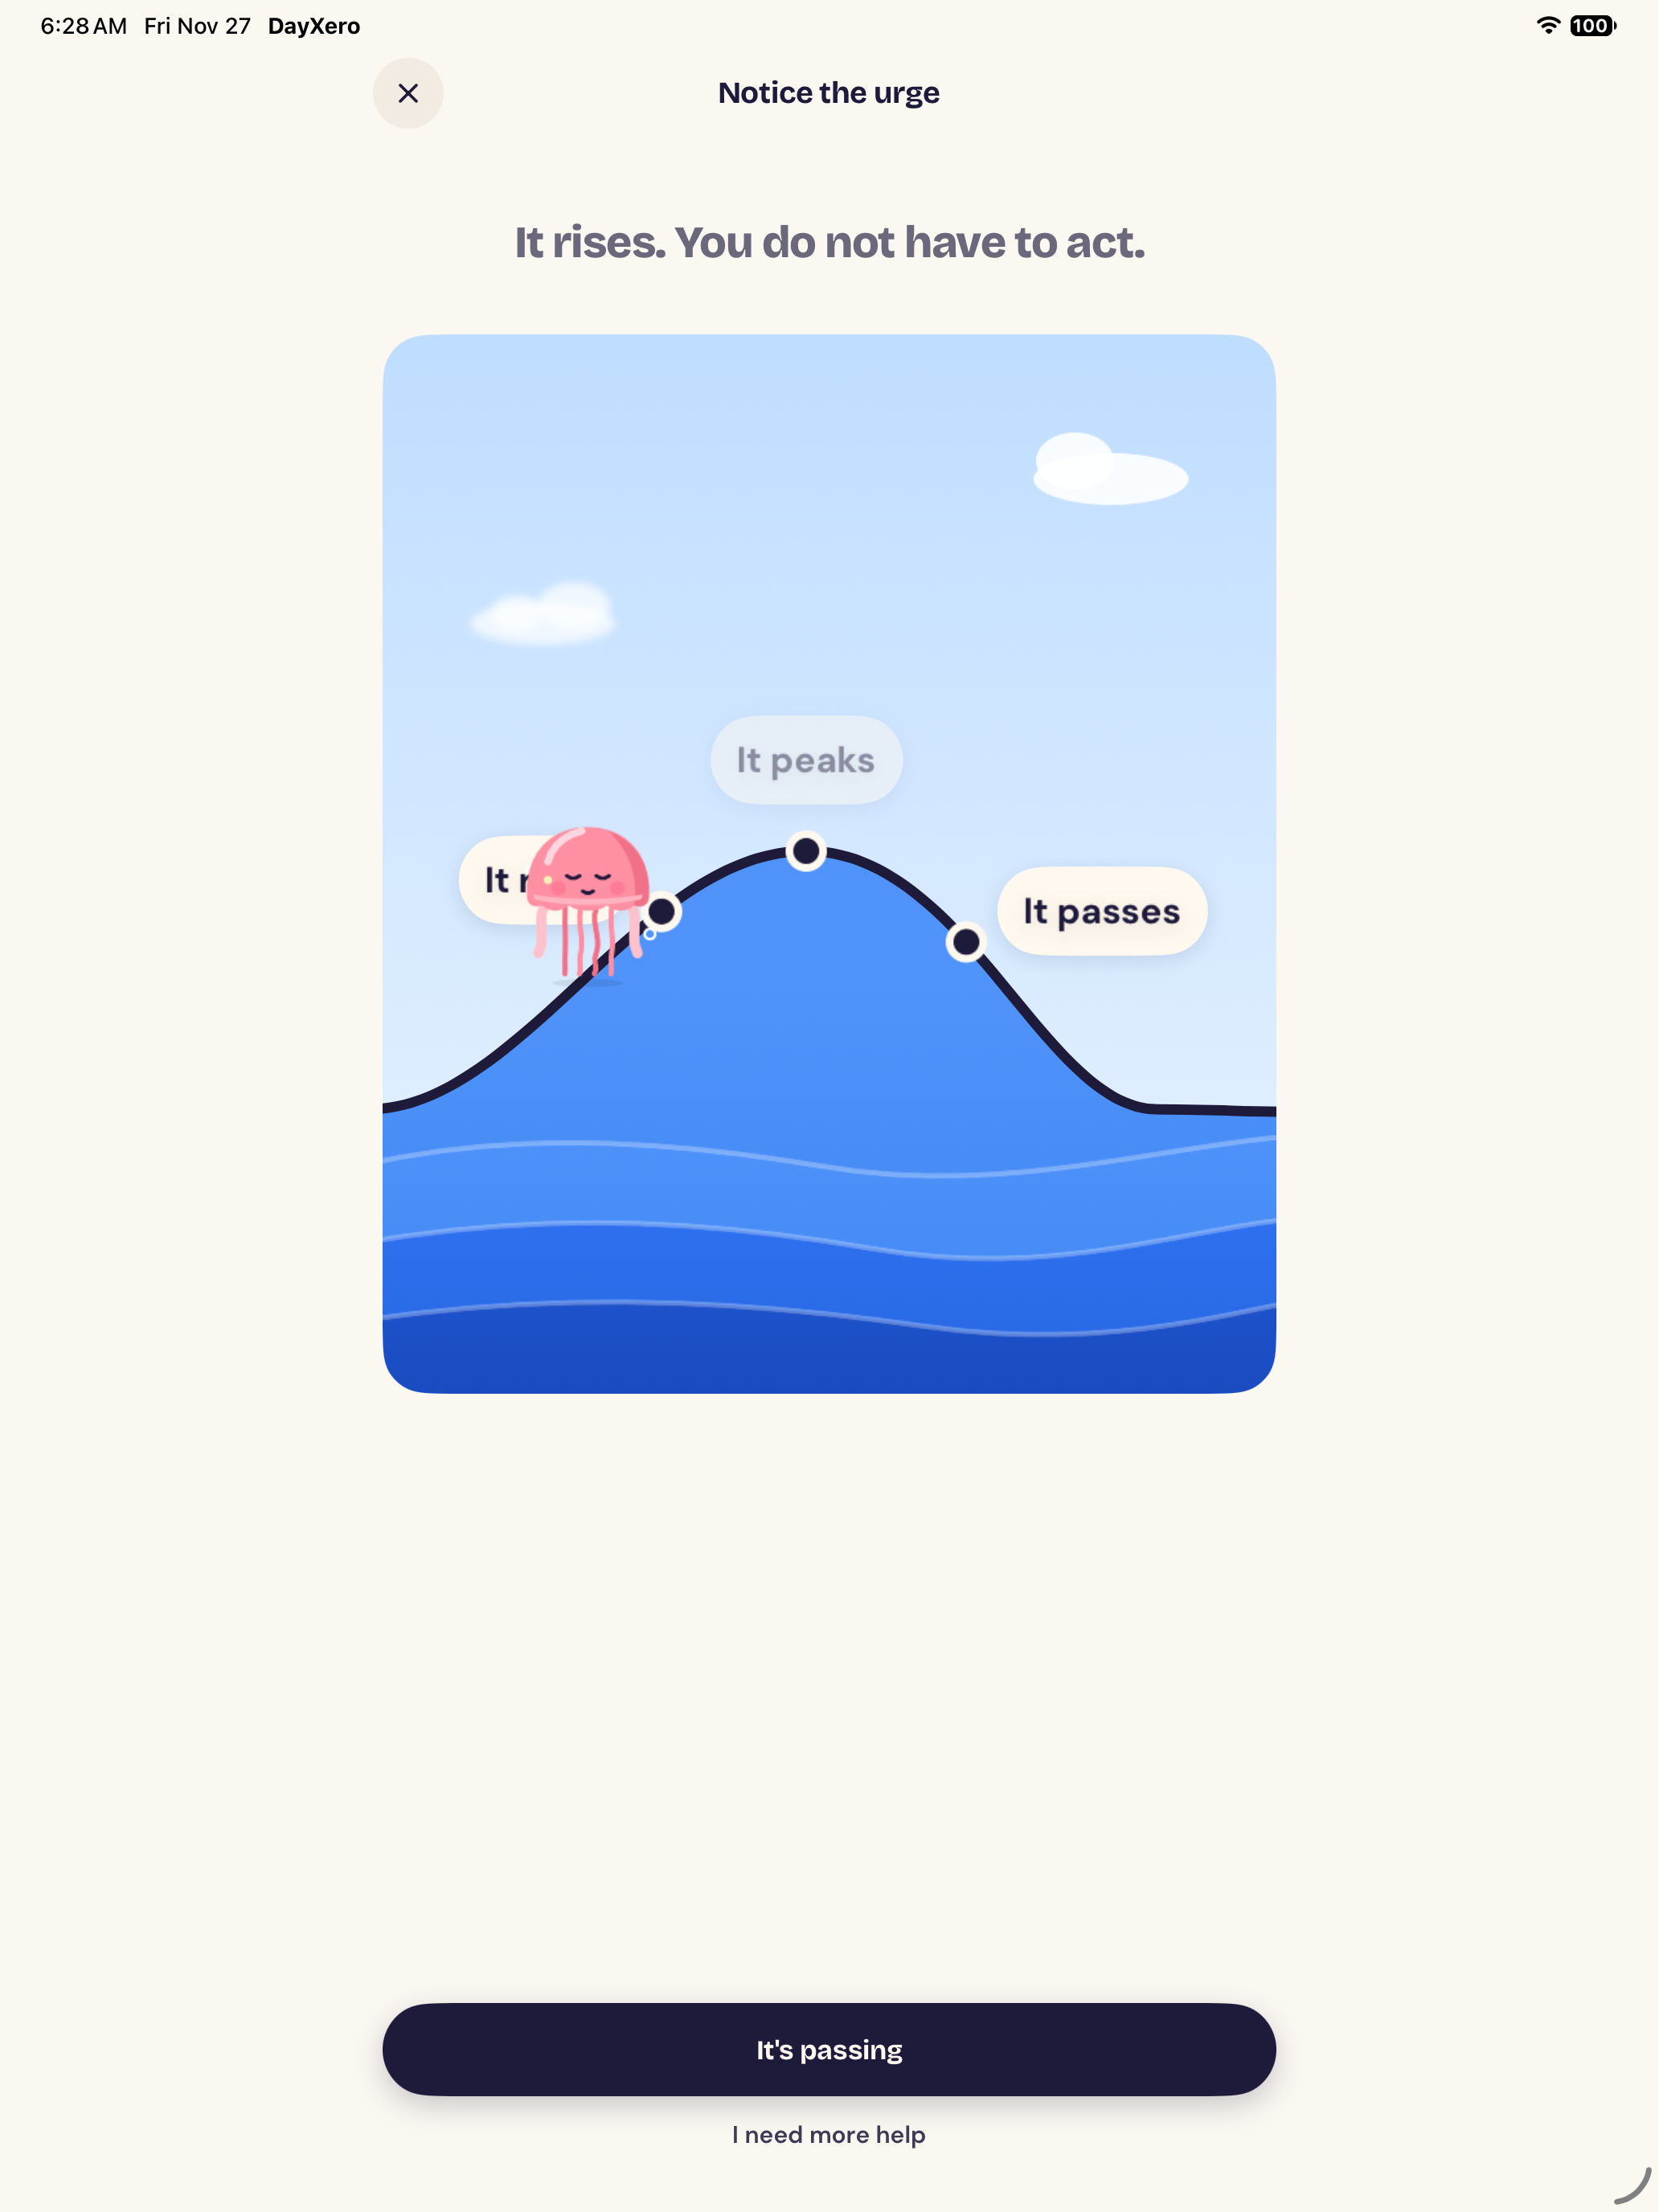 6:28 AM Fri Nov 27 DayXero 100
Notice the urge
It rises. You do not have to act.
It peaks
It
It passes
It's passing
I need more help